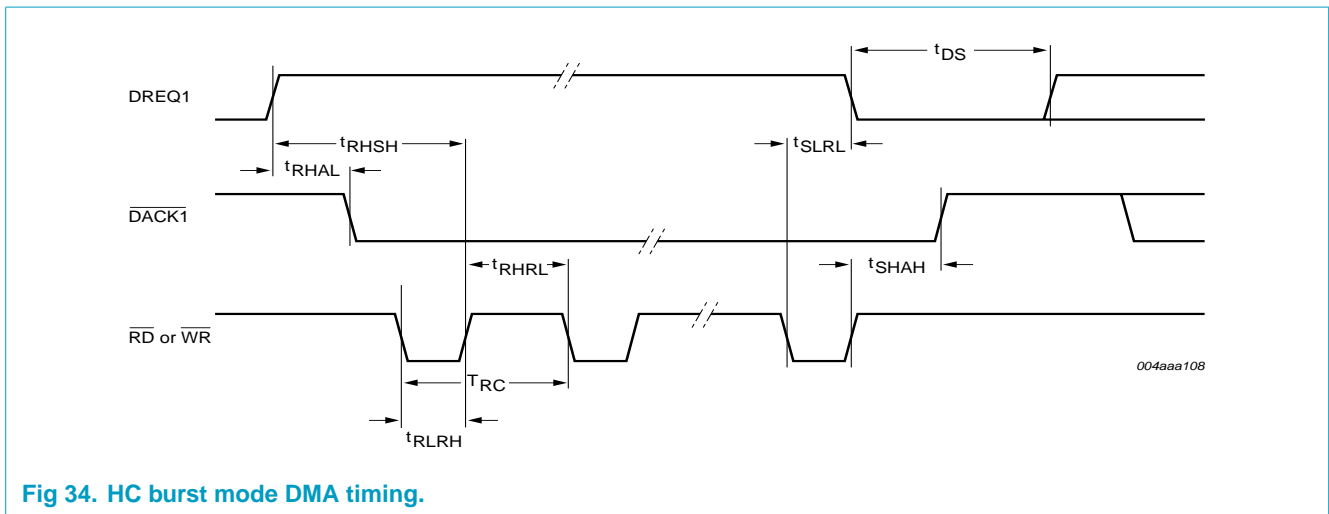 tDS
DREQ1
tRHSH
tSLRL
tRHAL
DACK1
tRHRL
tSHAH
RD or WR
004aaa108
TRC
tRLRH
Fig 34. HC burst mode DMA timing.